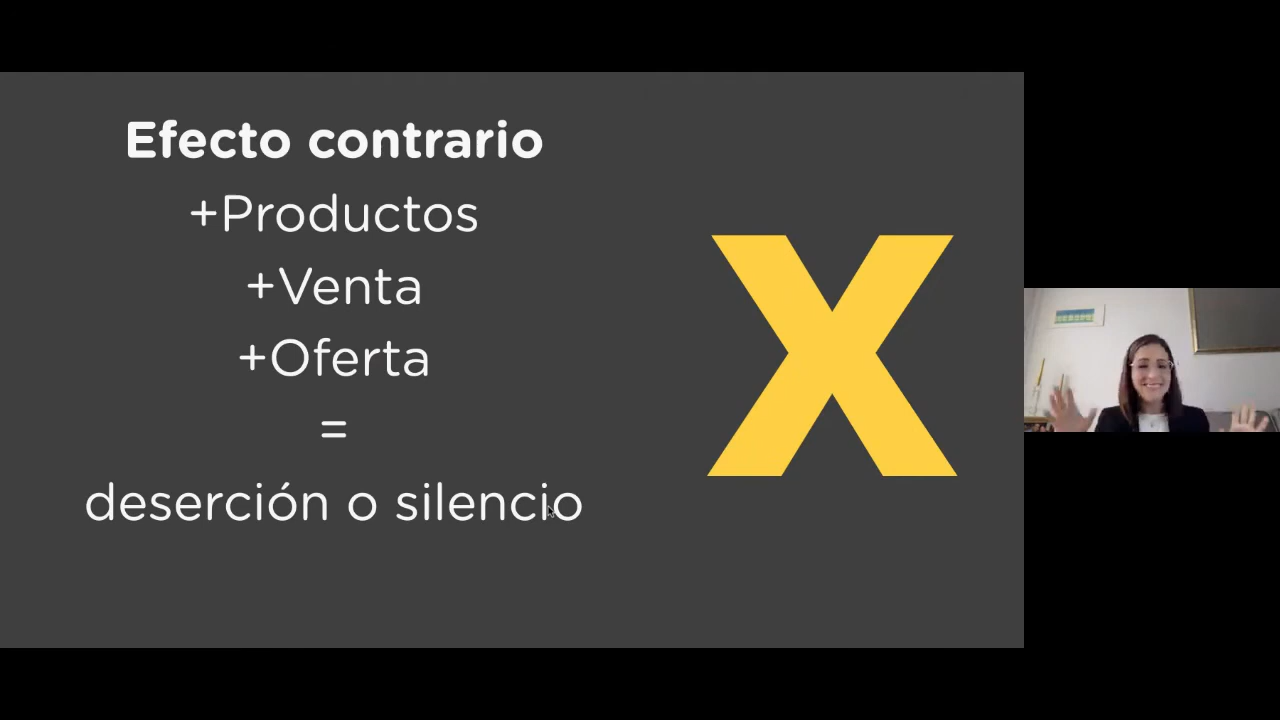 Efecto contrario
+Productos
+Venta
+Oferta
=
deserción o silencio
X